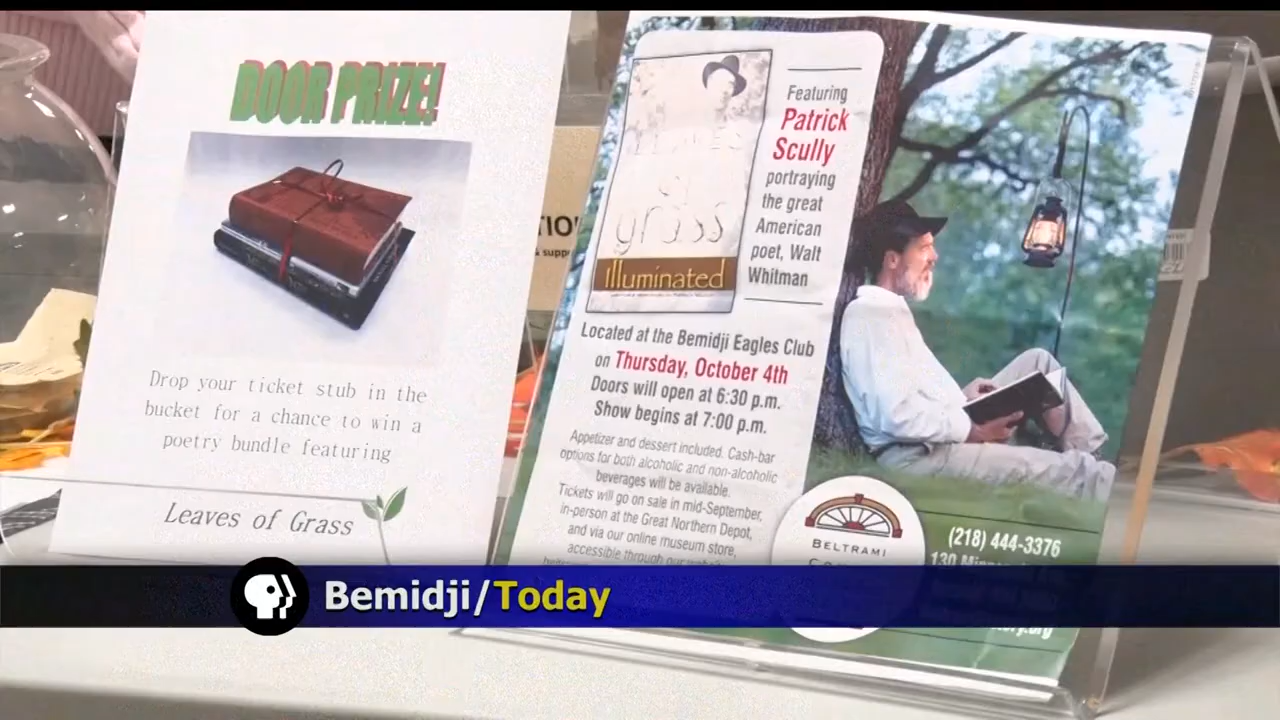 DOOR PRIZE!
Drop your ticket stub in the
bucket for a chance to win a
poetry bundle featuring
Leaves of Grass
grass
illuminated
Featuring
Patrick
Scully
portraying
the great
American
poet, Walt
Whitman
Located at the Bemidji Eagles Club
on Thursday, October 4th
Doors will open at 6:30 p.m.
Show begins at 7:00 p.m.
Appetizer and dessert included. Cash-bar
options for both alcoholic and non-alcoholic
beverages will be available.
Tickets will go on sale in mid-September,
in-person at the Great Northern Depot,
and via our online museum store,
accessible through our
BELTRAMI
(218) 444-3376
130
Bemidji/Today